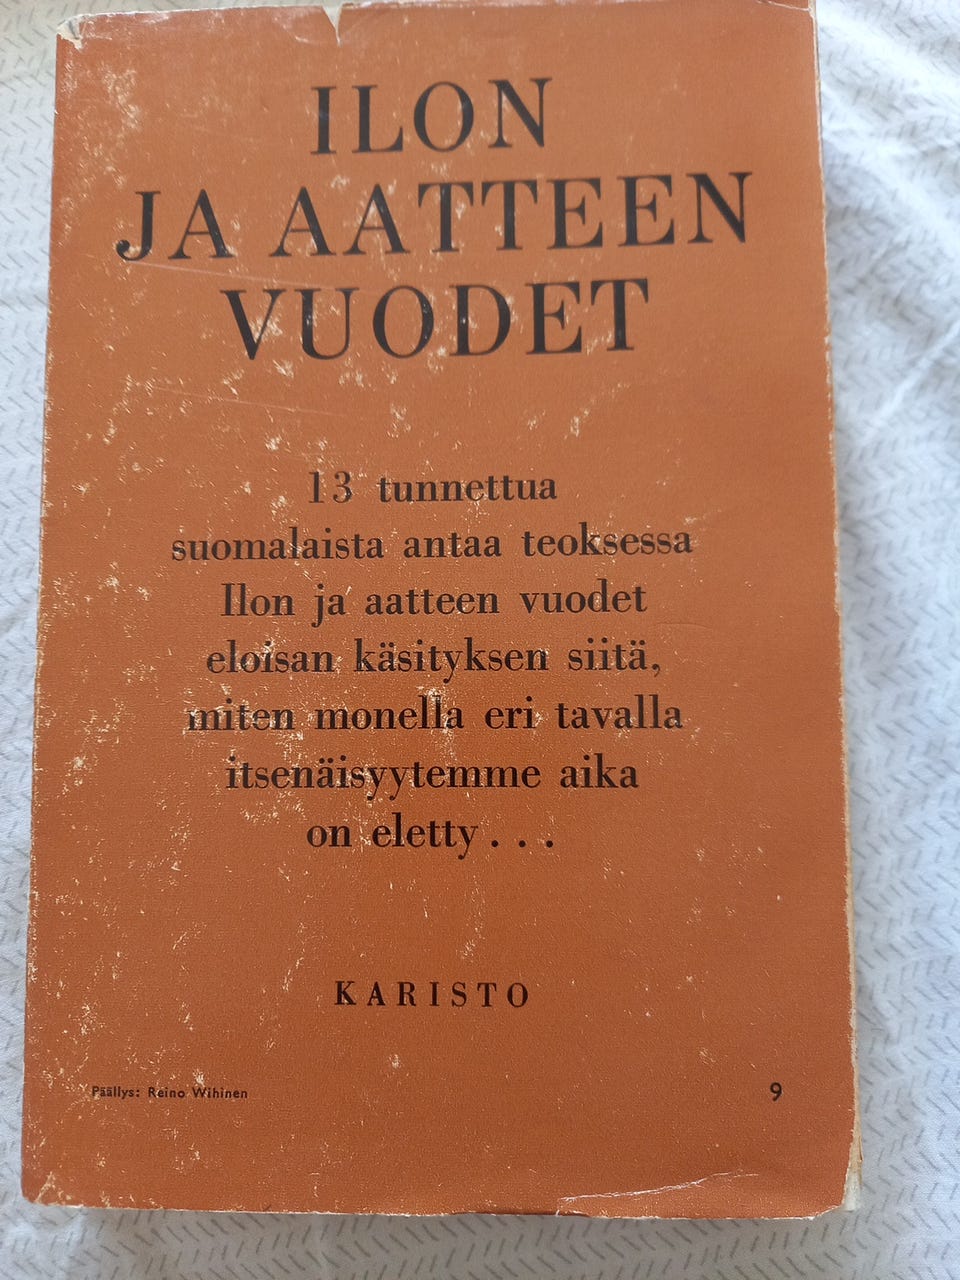 ILON
JA AATTEEN
VUODET
13 tunnettua
suomalaista antaa teoksessa
Ilon ja aatteen vuodet
eloisan käsityksen siitä,
miten monella eri tavalla
itsenäisyytemme aika
on eletty...
KARISTO
Päällys: Reino Wihinen
9